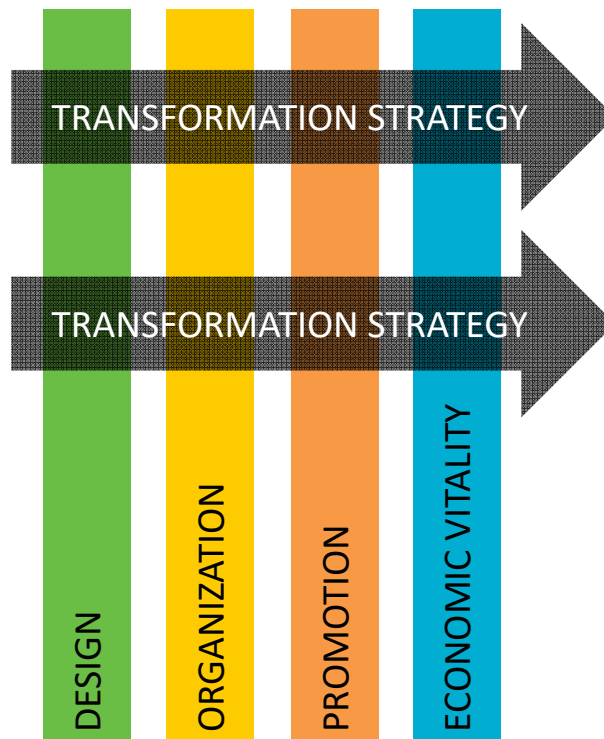 TRANSFORMATION STRATEGY
TRANSFORMATION STRATEGY
DESIGN
ORGANIZATION
PROMOTION
ECONOMIC VITALITY